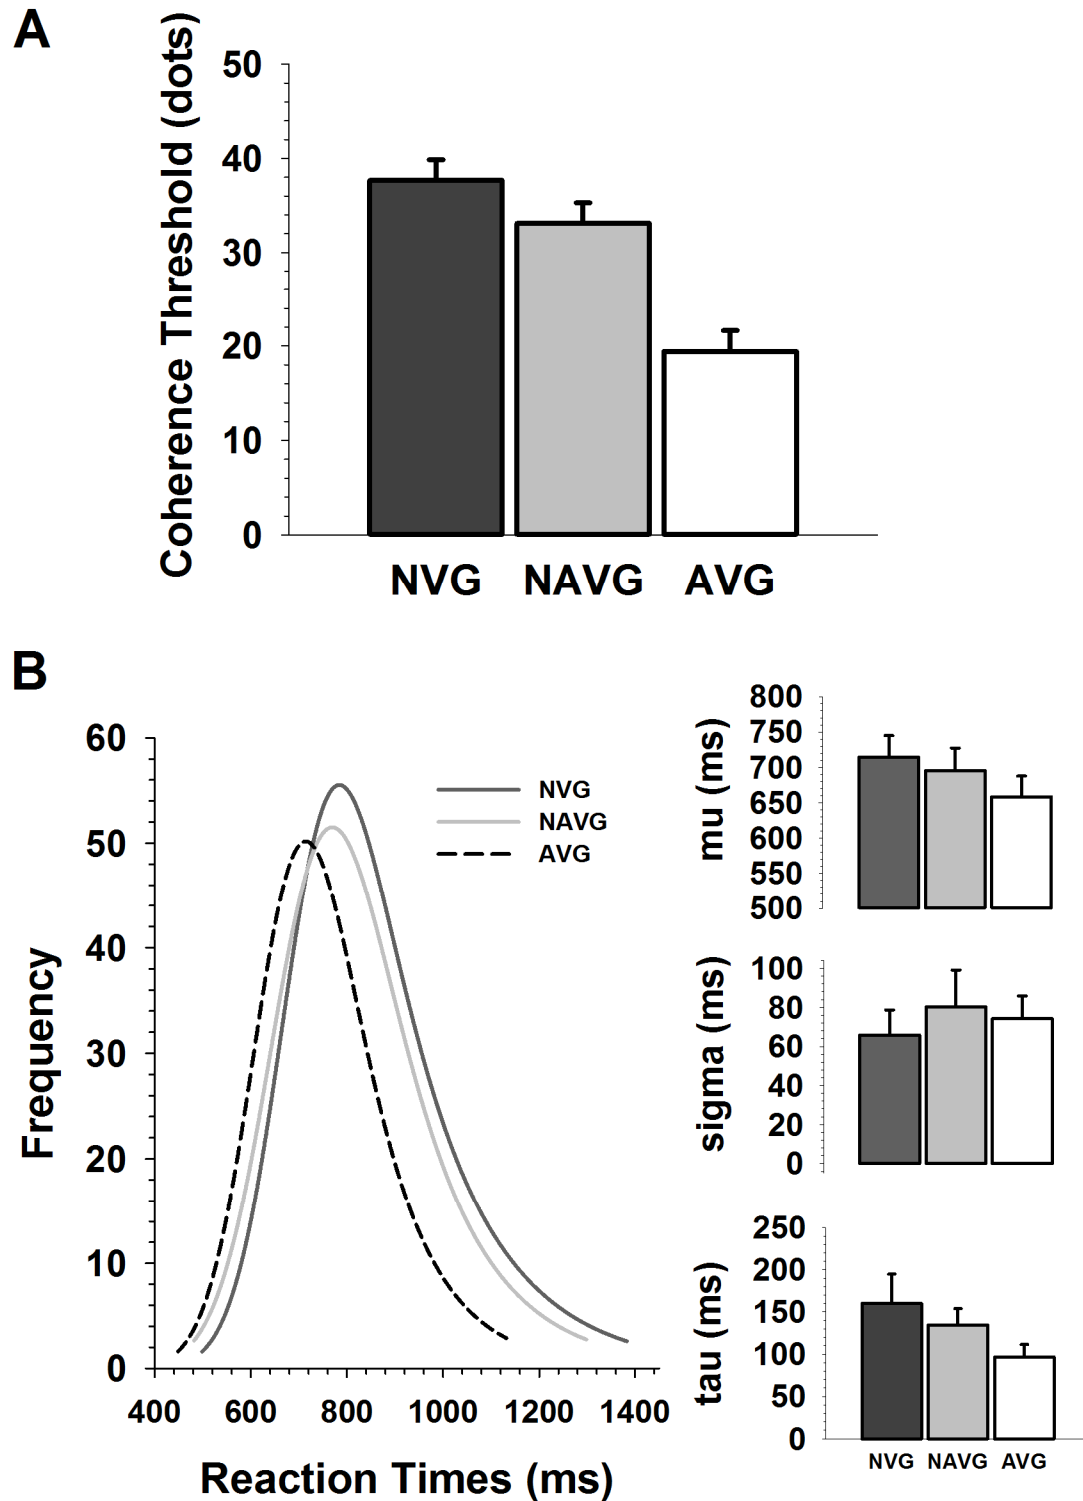 A
Coherence Threshold (dots)
50
40
30
20
10
0
NVG NAVG AVG
B
Frequency
60
50
40
30
20
10
0
400 600 800 1000 1200 1400
Reaction Times (ms)
NVG
NAVG
AVG
mu (ms)
800
750
700
650
600
550
500
sigma (ms)
100
80
60
40
20
0
tau (ms)
250
200
150
100
50
0
NVG NAVG AVG